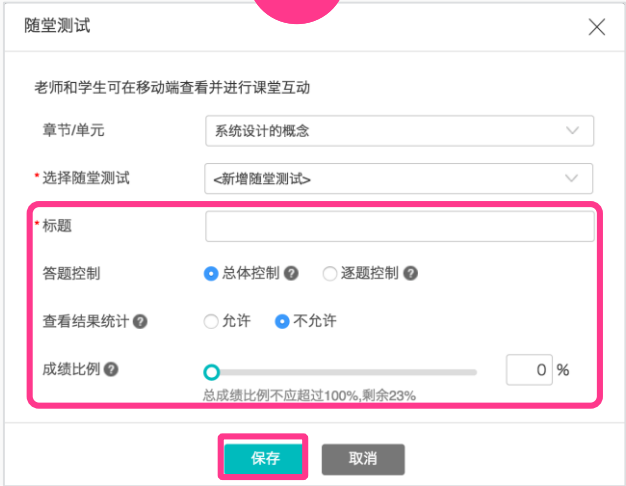 随堂测试
老师和学生可在移动端查看并进行课堂互动
章节/单元 系统设计的概念
*选择随堂测试 <新增随堂测试>
*标题
答题控制 总体控制 ? 逐题控制 ?
查看结果统计 ? 允许 不允许
成绩比例 ? 0 %
总成绩比例不应超过100%,剩余23%
保存 取消